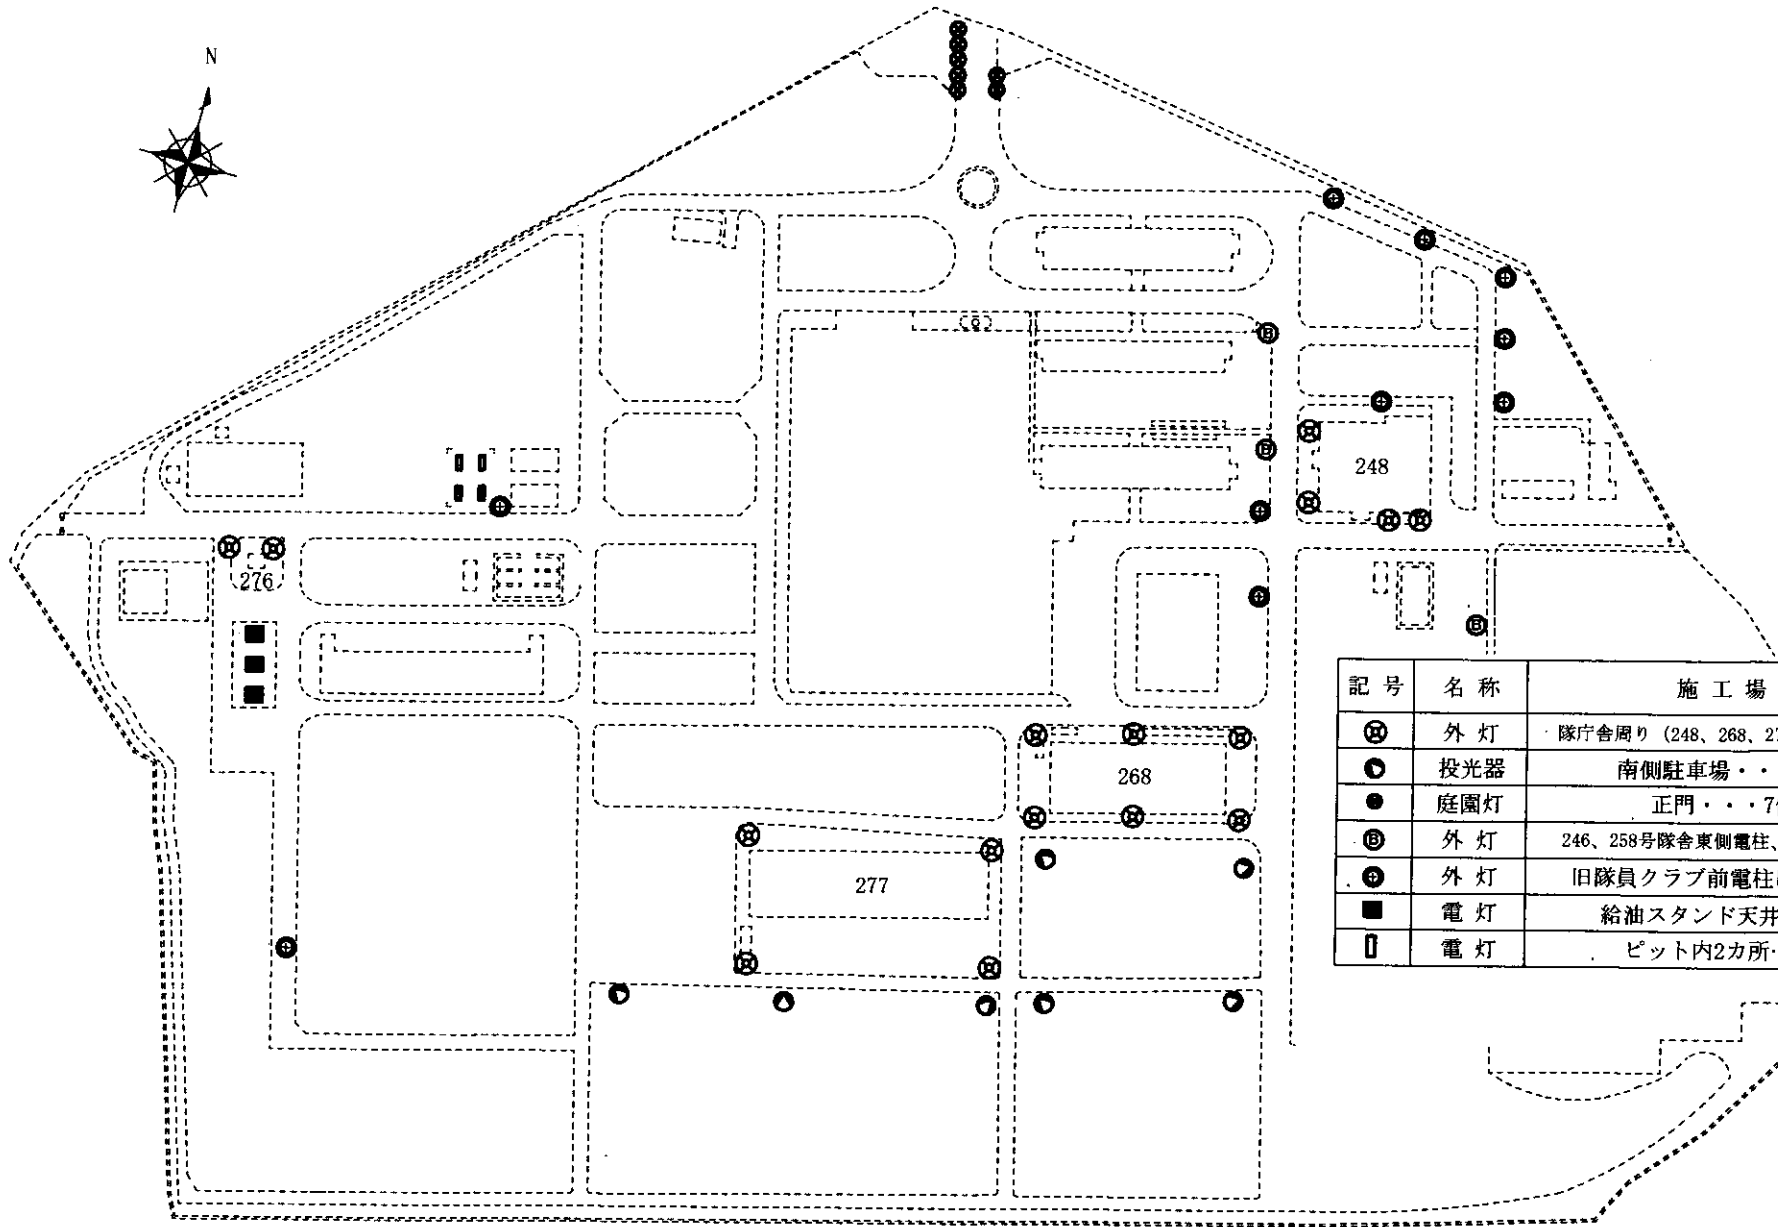 N
248
276
268
277
記号 名称 施工場
外灯 隊庁舎周り (248、268、27
投光器 南側駐車場・・
庭園灯 正門・・・7
Ⓑ 外灯 246、258号隊舎東側電柱、
外灯 旧隊員クラブ前電柱
電灯 給油スタンド天井
電灯 ピット内2カ所・